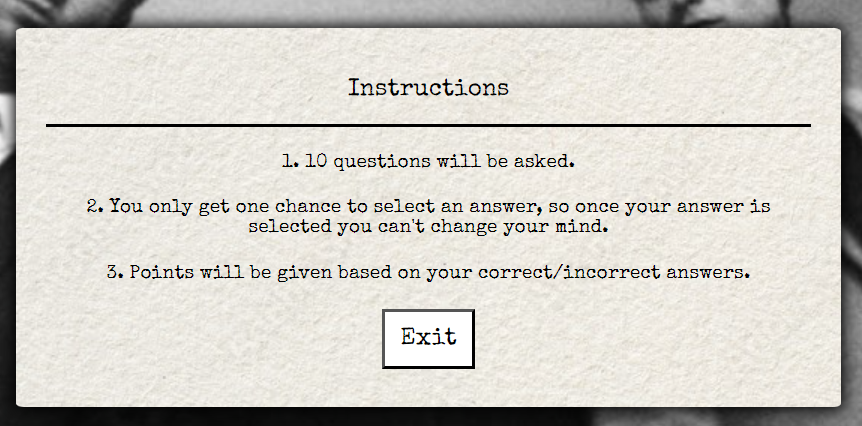 Instructions
1. 10 questions will be asked.
2. You only get one chance to select an answer, so once your answer is
selected you can't change your mind.
3. Points will be given based on your correct/incorrect answers.
Exit